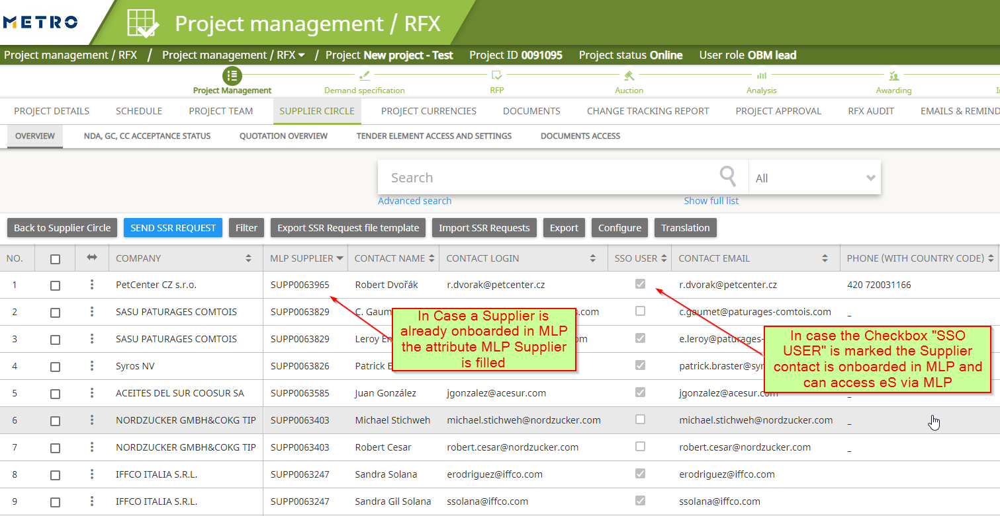 METRO
Project management / RFX
Project management / RFX / Project management / RFX / Project New project - Test Project ID 0091095 Project status Online User role OBM lead
Project Management Demand specification RFP Auction Analysis Awarding
PROJECT DETAILS SCHEDULE PROJECT TEAM SUPPLIER CIRCLE PROJECT CURRENCIES DOCUMENTS CHANGE TRACKING REPORT PROJECT APPROVAL RFX AUDIT EMAILS & REMIND
OVERVIEW NDA, GC, CC ACCEPTANCE STATUS QUOTATION OVERVIEW TENDER ELEMENT ACCESS AND SETTINGS DOCUMENTS ACCESS
Search All
Advanced search Show full list
Back to Supplier Circle SEND SSR REQUEST Filter Export SSR Request file template Import SSR Requests Export Configure Translation
NO. COMPANY MLP SUPPLIER CONTACT NAME CONTACT LOGIN SSO USER CONTACT EMAIL PHONE (WITH COUNTRY CODE)
1 PetCenter CZ s.r.o. SUPP0063965 Robert Dvořák r.dvorak@petcenter.cz r.dvorak@petcenter.cz 420 720031166
2 SASU PATURAGES COMTOIS SUPP0063829 C. Gaum .com c.gaumet@paturages-comtois.com _
3 SASU PATURAGES COMTOIS SUPP0063829 Leroy Em om e.leroy@paturages-
4 Syros NV SUPP0063826 Patrick B patrick.braster@syr
5 ACEITES DEL SUR COOSUR SA SUPP0063585 Juan González jgonzalez@acesur.com jgonzalez@acesur.com _
6 NORDZUCKER GMBH&COKG TIP SUPP0063403 Michael Stichweh michael.stichweh@nordzucker.com michael.stichweh@nordzucker.com _
7 NORDZUCKER GMBH&COKG TIP SUPP0063403 Robert Cesar robert.cesar@nordzucker.com robert.cesar@nordzucker.com _
8 IFFCO ITALIA S.R.L. SUPP0063247 Sandra Solana erodriguez@iffco.com erodriguez@iffco.com
9 IFFCO ITALIA S.R.L. SUPP0063247 Sandra Gil Solana ssolana@iffco.com ssolana@iffco.com
In Case a Supplier is
already onboarded in MLP
the attribute MLP Supplier
is filled
In case the Checkbox "SSO
USER" is marked the Supplier
contact is onboarded in MLP and
can access eS via MLP